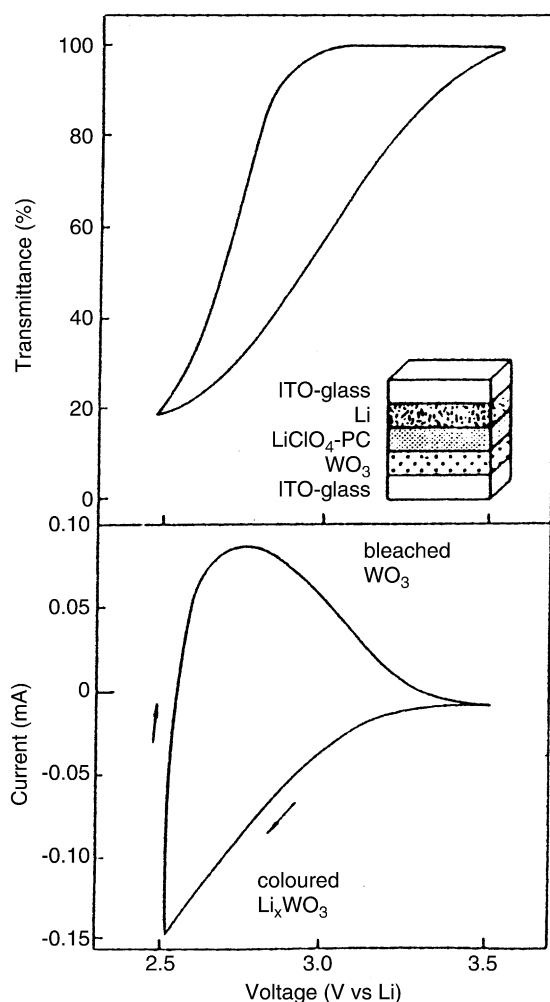 100
80
60
40
20
0
Transmittance (%)
ITO-glass
Li
LiClO₄-PC
WO₃
ITO-glass
0.10
0.05
0
-0.05
-0.10
-0.15
Current (mA)
bleached
WO₃
coloured
LiₓWO₃
2.5 3.0 3.5
Voltage (V vs Li)